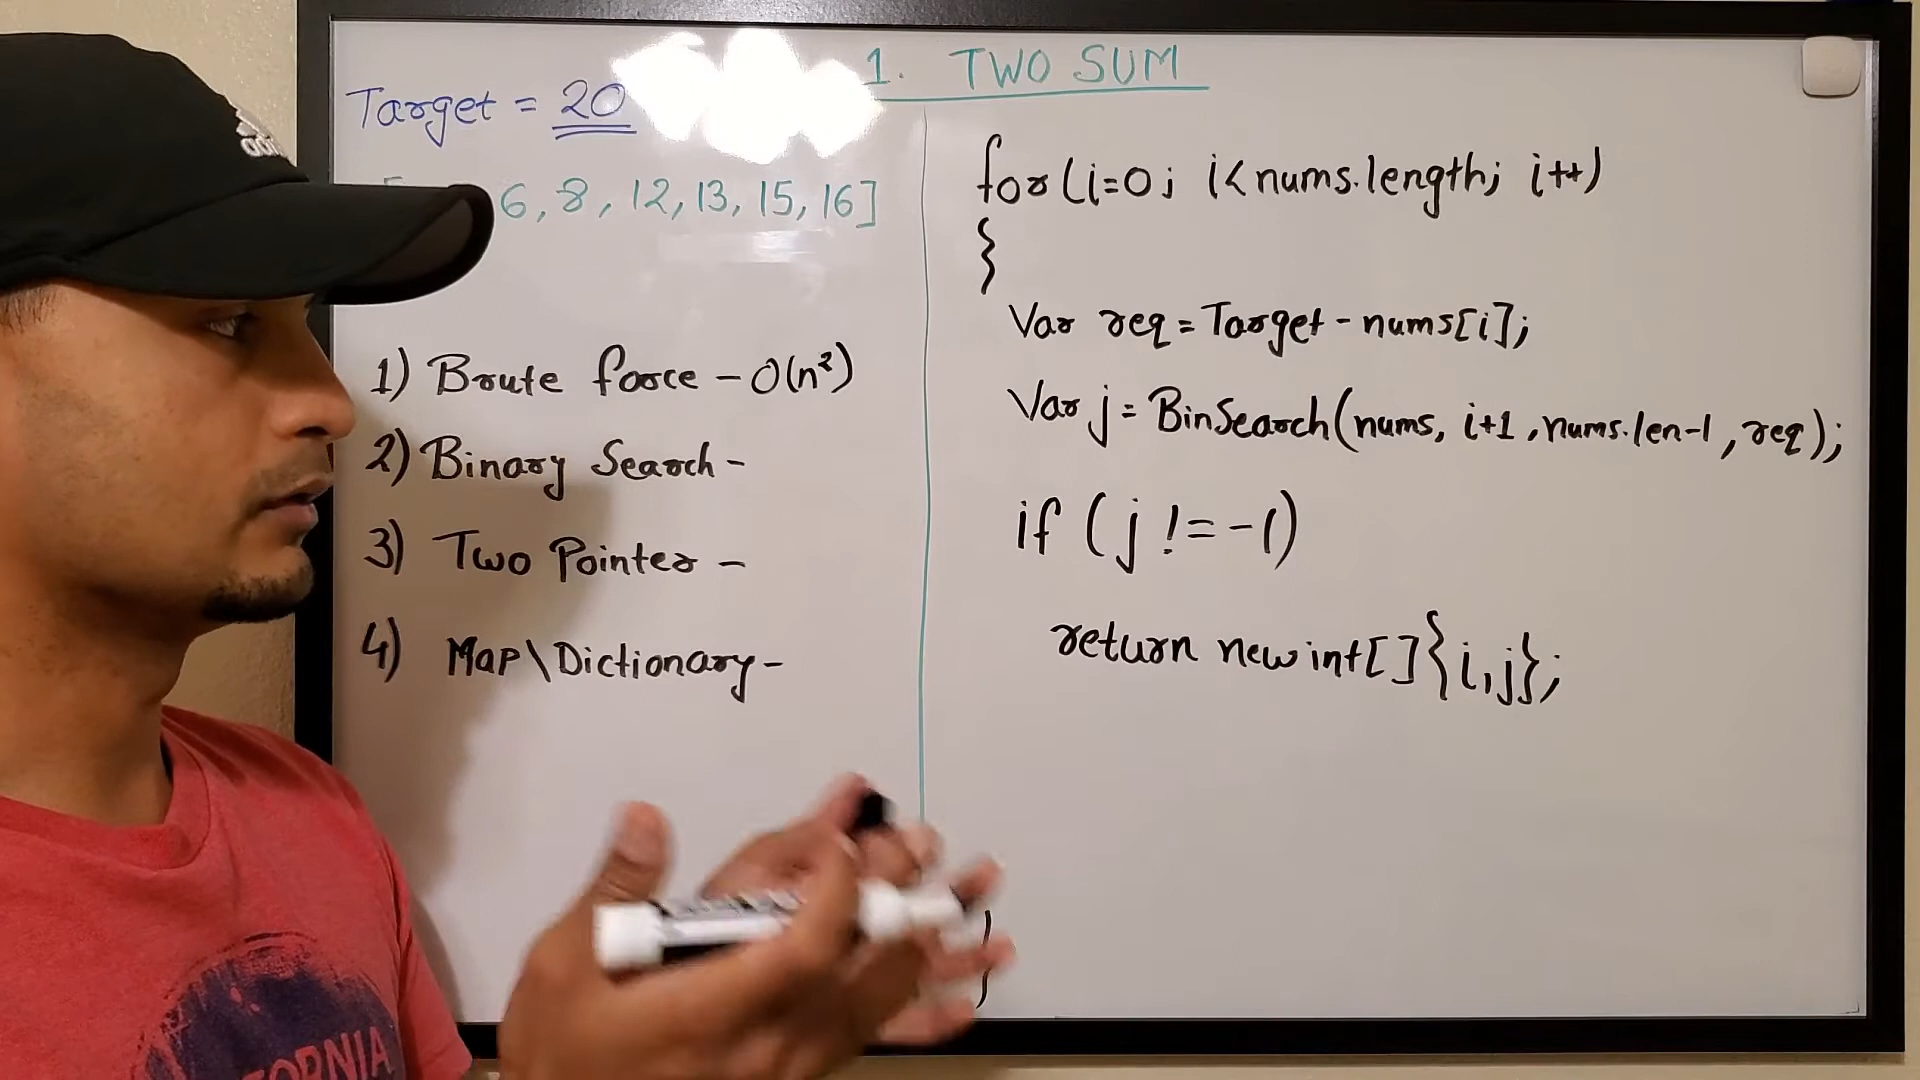 1. TWO SUM
Target = 20
6, 8, 12, 13, 15, 16]
1) Brute force - O(n²)
2) Binary Search -
3) Two Pointer -
4) Map\Dictionary -
for(i=0; i<nums.length; i++)
{
Var req = Target - nums[i];
Var j = BinSearch(nums, i+1, nums.len-1, req);
if (j != -1)
return new int[]{i,j};
}